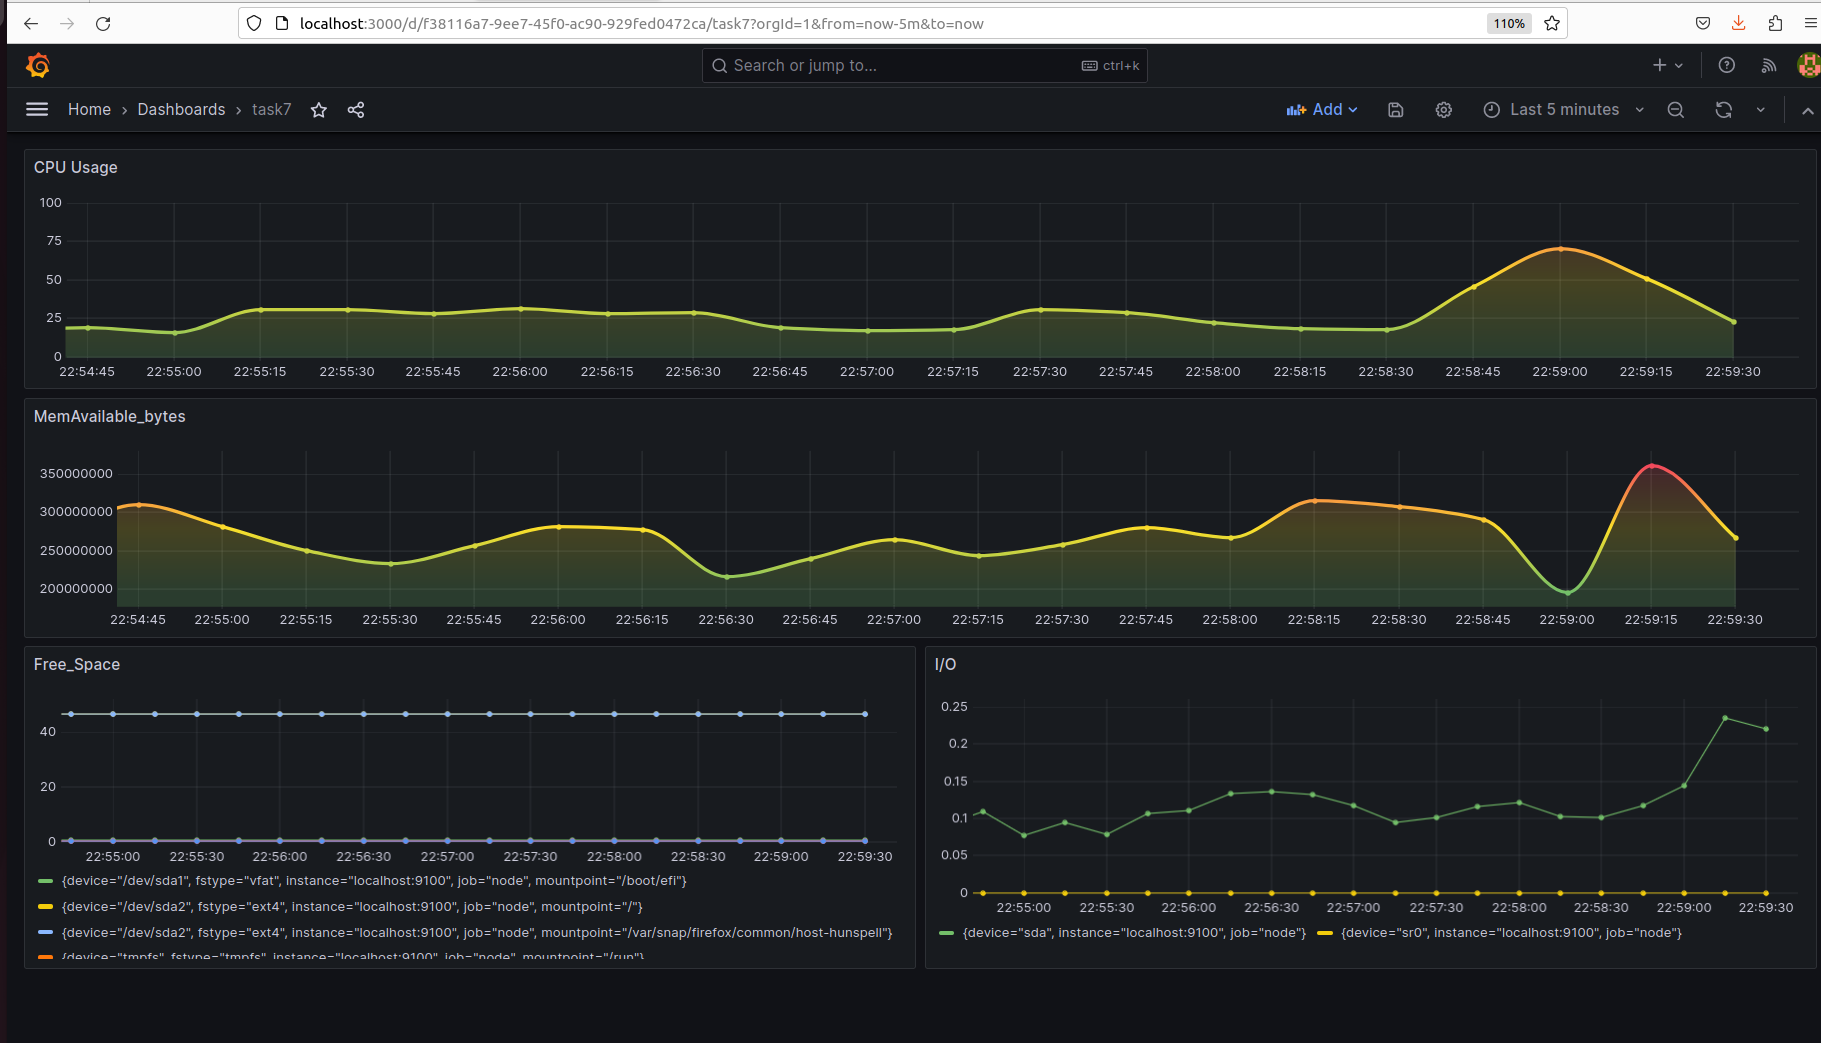 localhost:3000/d/f38116a7-9ee7-45f0-ac90-929fed0472ca/task7?orgId=1&from=now-5m&to=now 110%
Search or jump to... ctrl+k
Home › Dashboards › task7 Add Last 5 minutes
CPU Usage
100
75
50
25
0
22:54:45 22:55:00 22:55:15 22:55:30 22:55:45 22:56:00 22:56:15 22:56:30 22:56:45 22:57:00 22:57:15 22:57:30 22:57:45 22:58:00 22:58:15 22:58:30 22:58:45 22:59:00 22:59:15 22:59:30
MemAvailable_bytes
350000000
300000000
250000000
200000000
22:54:45 22:55:00 22:55:15 22:55:30 22:55:45 22:56:00 22:56:15 22:56:30 22:56:45 22:57:00 22:57:15 22:57:30 22:57:45 22:58:00 22:58:15 22:58:30 22:58:45 22:59:00 22:59:15 22:59:30
Free_Space
40
20
0
22:55:00 22:55:30 22:56:00 22:56:30 22:57:00 22:57:30 22:58:00 22:58:30 22:59:00 22:59:30
{device="/dev/sda1", fstype="vfat", instance="localhost:9100", job="node", mountpoint="/boot/efi"}
{device="/dev/sda2", fstype="ext4", instance="localhost:9100", job="node", mountpoint="/"}
{device="/dev/sda2", fstype="ext4", instance="localhost:9100", job="node", mountpoint="/var/snap/firefox/common/host-hunspell"}
{device="tmpfs", fstype="tmpfs", instance="localhost:9100", job="node", mountpoint="/run"}
I/O
0.25
0.2
0.15
0.1
0.05
0
22:55:00 22:55:30 22:56:00 22:56:30 22:57:00 22:57:30 22:58:00 22:58:30 22:59:00 22:59:30
{device="sda", instance="localhost:9100", job="node"} {device="sr0", instance="localhost:9100", job="node"}